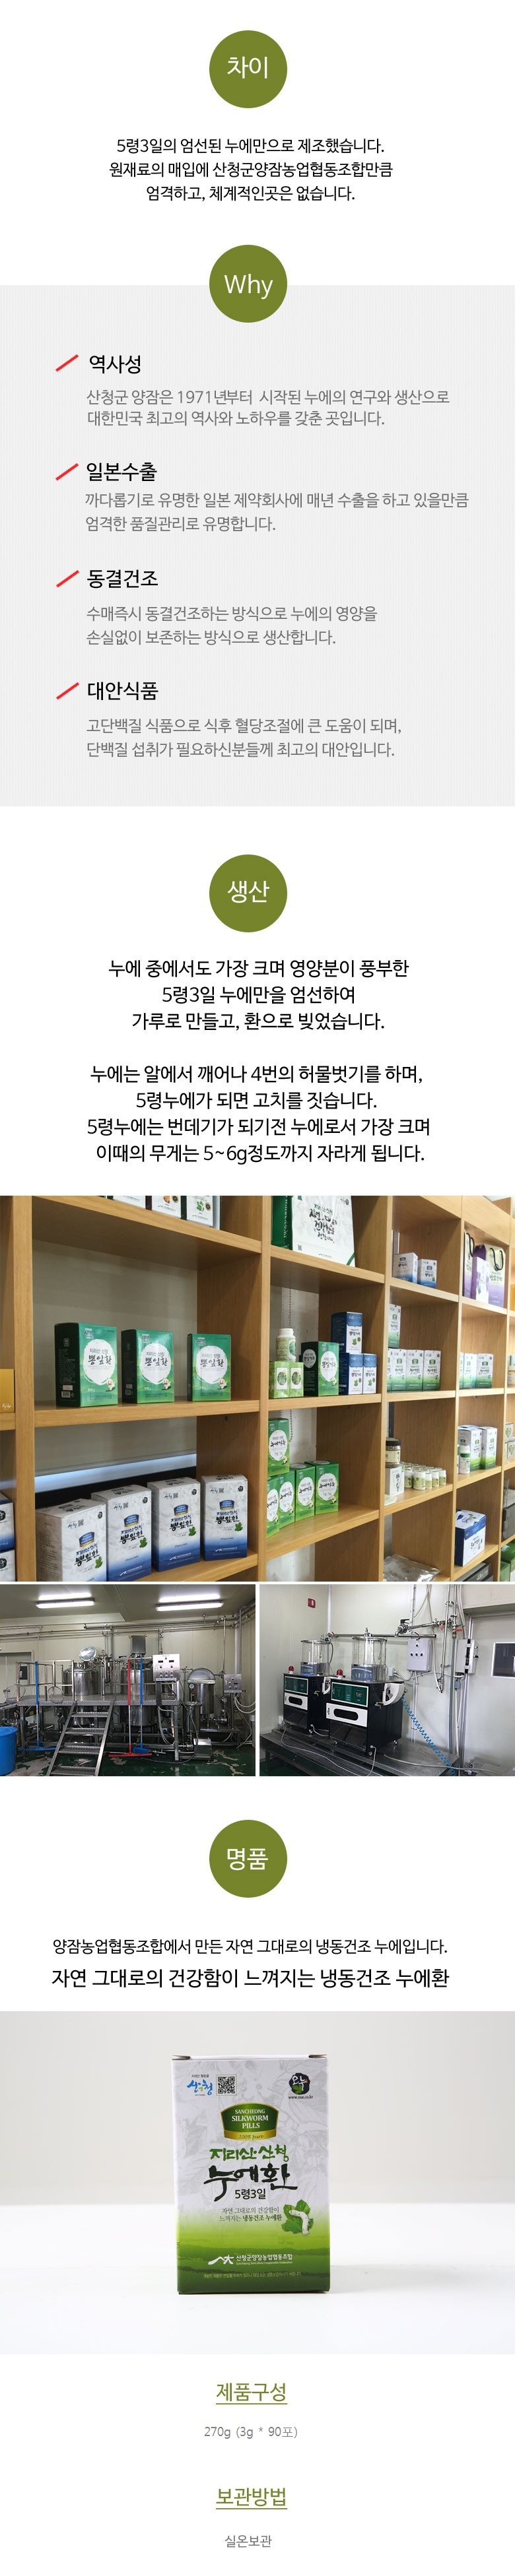 차이
5령3일의 엄선된 누에만으로 제조했습니다.
원재료의 매입에 산청군양잠농업협동조합만큼
엄격하고, 체계적인곳은 없습니다.
Why
역사성
산청군 양잠은 1971년부터 시작된 누에의 연구와 생산으로
대한민국 최고의 역사와 노하우를 갖춘 곳입니다.
일본수출
까다롭기로 유명한 일본 제약회사에 매년 수출을 하고 있을만큼
엄격한 품질관리로 유명합니다.
동결건조
수매즉시 동결건조하는 방식으로 누에의 영양을
손실없이 보존하는 방식으로 생산합니다.
대안식품
고단백질 식품으로 식후 혈당조절에 큰 도움이 되며,
단백질 섭취가 필요하신분들께 최고의 대안입니다.
생산
누에 중에서도 가장 크며 영양분이 풍부한
5령3일 누에만을 엄선하여
가루로 만들고, 환으로 빚었습니다.
누에는 알에서 깨어나 4번의 허물벗기를 하며,
5령누에가 되면 고치를 짓습니다.
5령누에는 번데기가 되기전 누에로서 가장 크며
이때의 무게는 5~6g정도까지 자라게 됩니다.
뽕잎환
뽕잎환
뽕잎환
명품
양잠농업협동조합에서 만든 자연 그대로의 냉동건조 누에입니다.
자연 그대로의 건강함이 느껴지는 냉동건조 누에환
산청
SANCHEONG
SILKWORM
PILLS
지리산·산청
누에환
5령3일
자연 그대로의 건강함이
느껴지는 냉동건조 누에환
산청군양잠농업협동조합
제품구성
270g (3g * 90포)
보관방법
실온보관